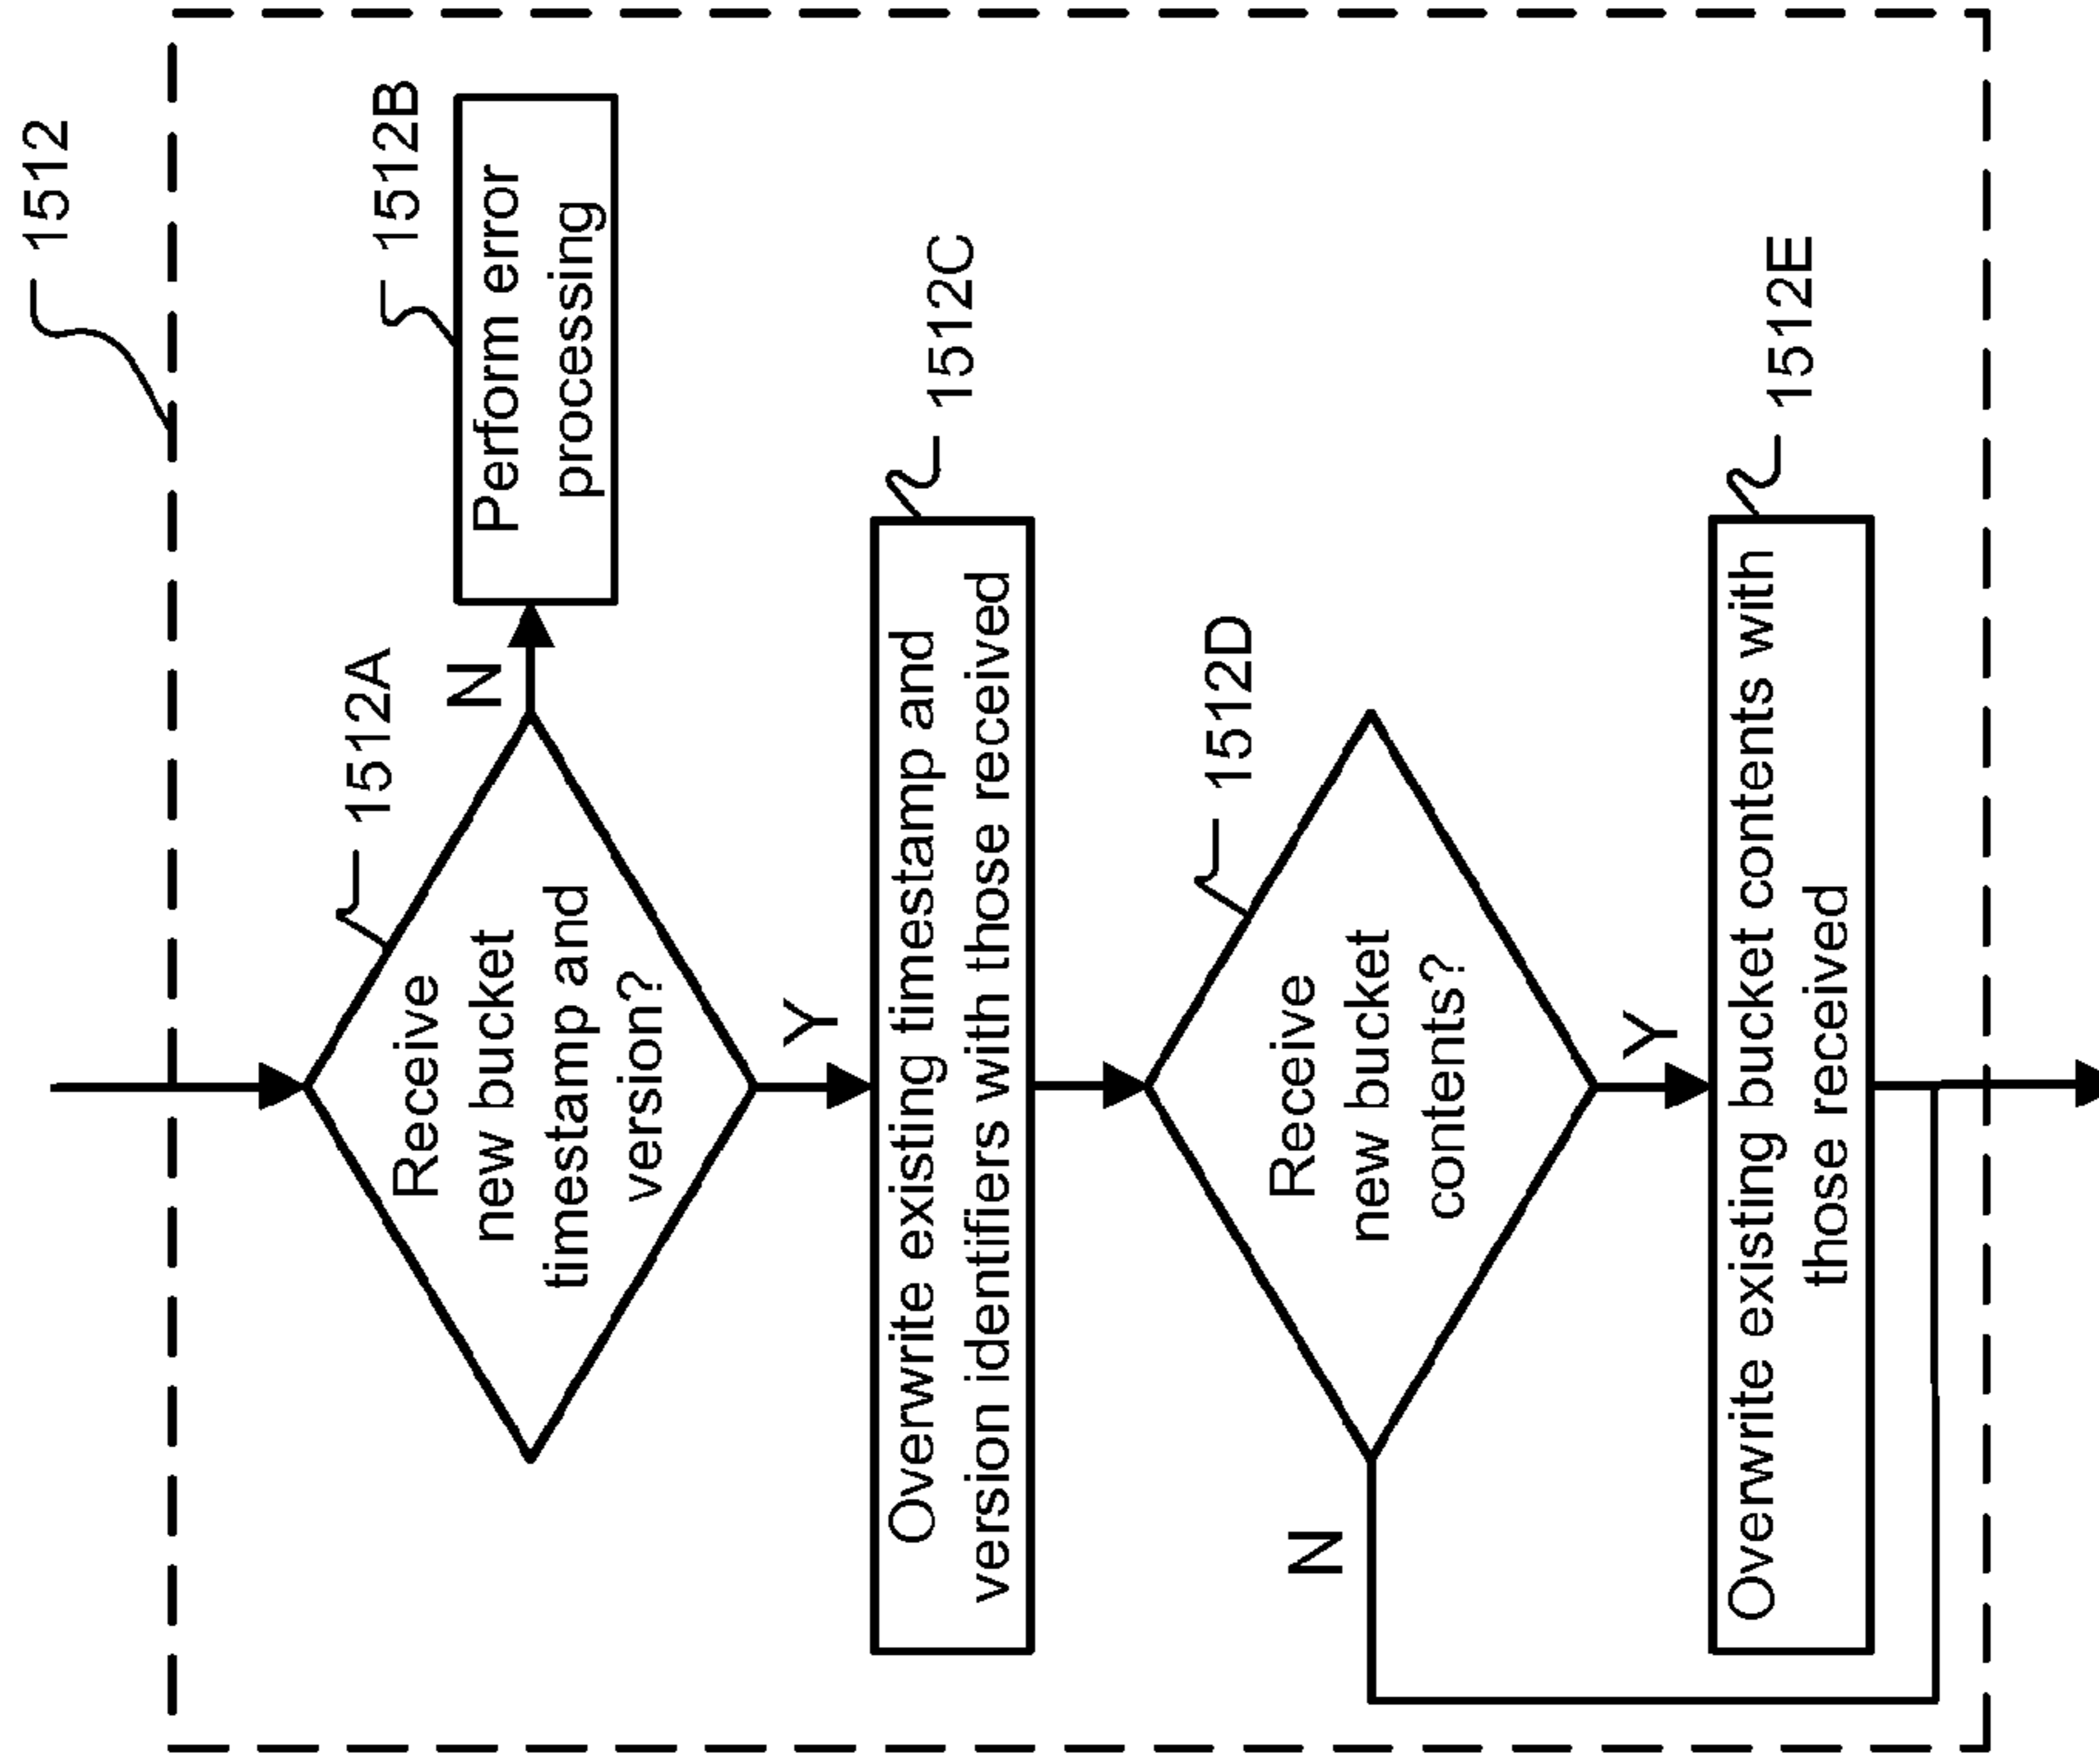 1512
1512A
Receive
new bucket
timestamp and
version?
N
1512B
Perform error
processing
Y
1512C
Overwrite existing timestamp and
version identifiers with those received
1512D
Receive
new bucket
contents?
N
Y
1512E
Overwrite existing bucket contents with
those received